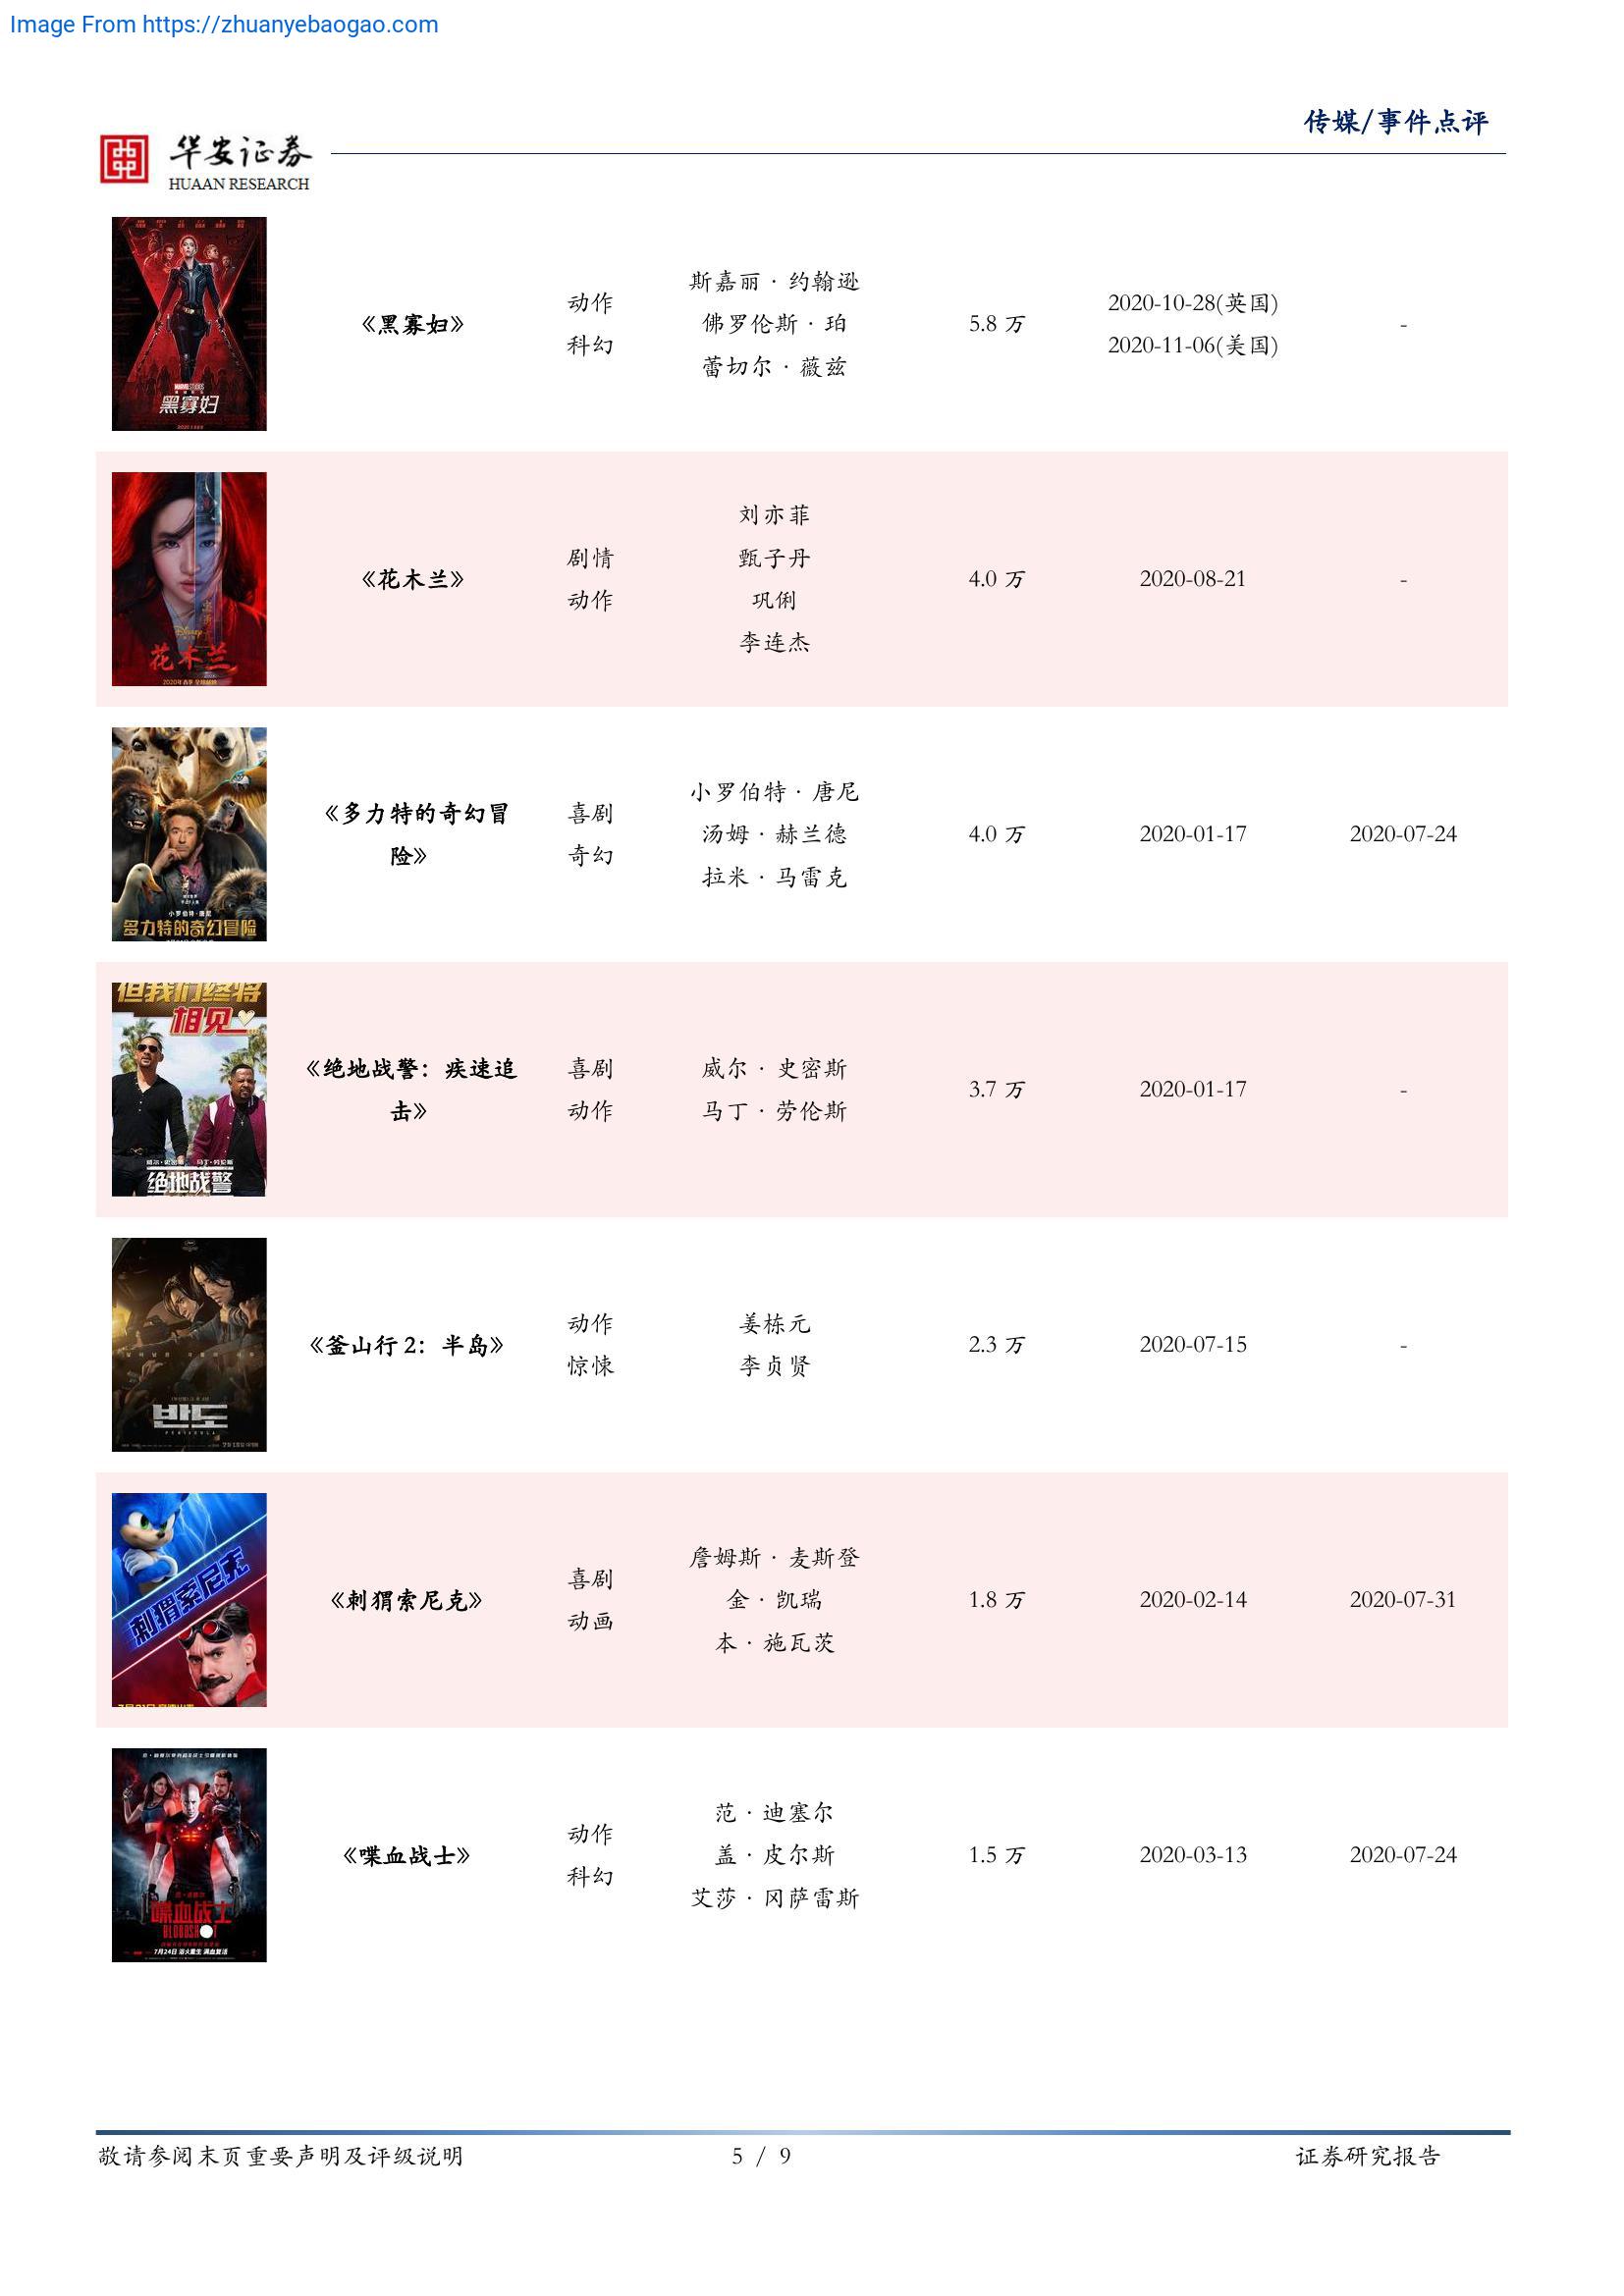 Image From https://zhuanyebaogao.com
传媒/事件点评
华安证券
HUAAN RESEARCH
黑寡妇
《黑寡妇》
动作
科幻
斯嘉丽·约翰逊
佛罗伦斯·珀
蕾切尔·薇兹
5.8 万
2020-10-28(英国)
2020-11-06(美国)
-
花木兰
《花木兰》
剧情
动作
刘亦菲
甄子丹
巩俐
李连杰
4.0 万
2020-08-21
-
小罗伯特·唐尼
多力特的奇幻冒险
《多力特的奇幻冒
险》
喜剧
奇幻
小罗伯特·唐尼
汤姆·赫兰德
拉米·马雷克
4.0 万
2020-01-17
2020-07-24
但我们终将
相见
绝地战警
《绝地战警：疾速追
击》
喜剧
动作
威尔·史密斯
马丁·劳伦斯
3.7 万
2020-01-17
-
반도
PENINSULA
《釜山行 2：半岛》
动作
惊悚
姜栋元
李贞贤
2.3 万
2020-07-15
-
刺猬索尼克
《刺猬索尼克》
喜剧
动画
詹姆斯·麦斯登
金·凯瑞
本·施瓦茨
1.8 万
2020-02-14
2020-07-31
喋血战士
BLOODSHOT
7月24日 浴火重生 满血复活
《喋血战士》
动作
科幻
范·迪塞尔
盖·皮尔斯
艾莎·冈萨雷斯
1.5 万
2020-03-13
2020-07-24
敬请参阅末页重要声明及评级说明
5 / 9
证券研究报告